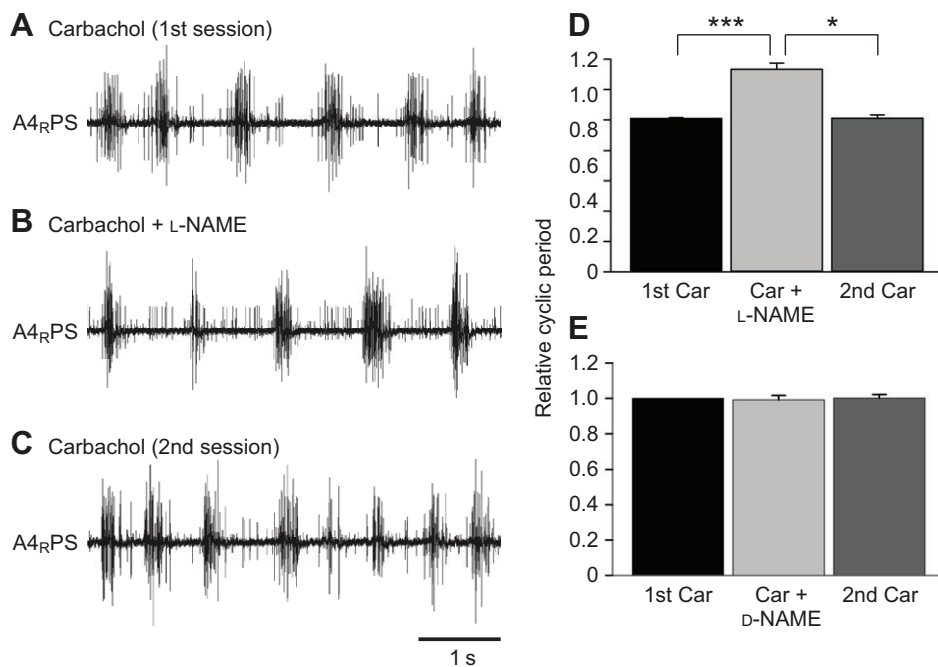 A Carbachol (1st session)
A4RPS
B Carbachol + L-NAME
A4RPS
C Carbachol (2nd session)
A4RPS
1 s
Relative cyclic period
D
*** *
1.2
1.0
0.8
0.6
0.4
0.2
0
1st Car Car + 2nd Car
L-NAME
E
1.2
1.0
0.8
0.6
0.4
0.2
0
1st Car Car + 2nd Car
D-NAME